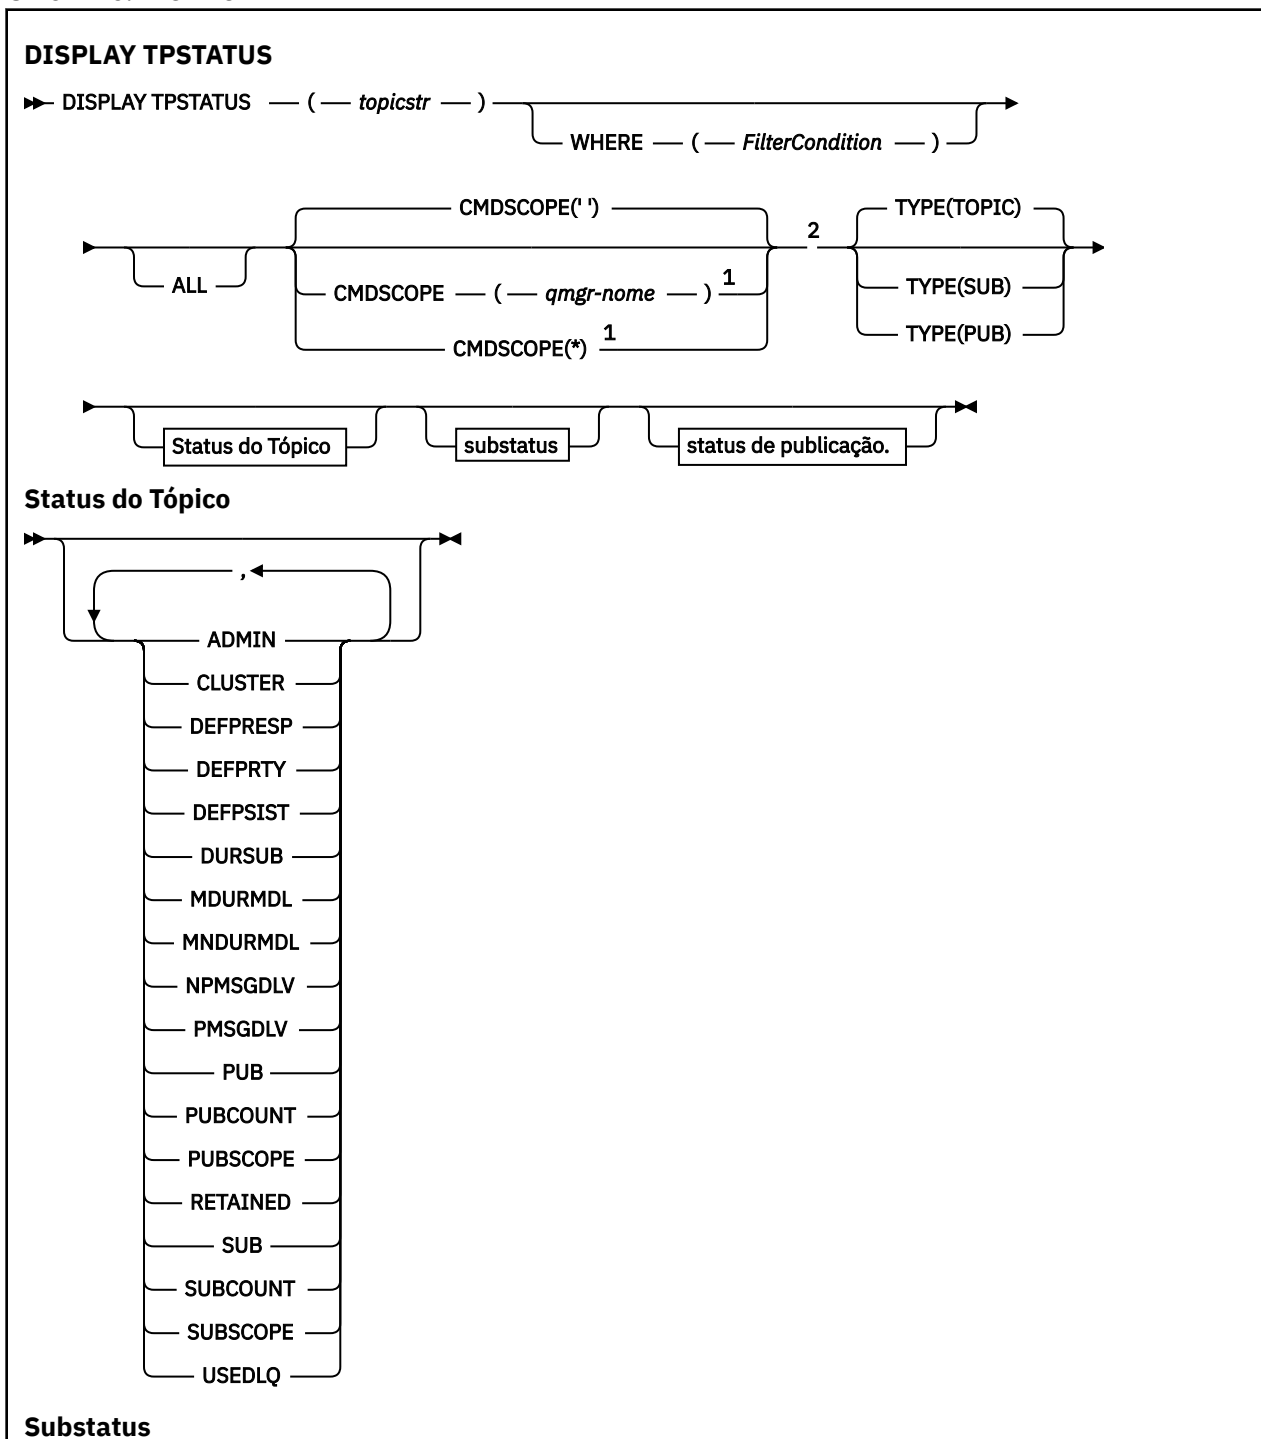 DISPLAY TPSTATUS
DISPLAY TPSTATUS ( topicstr )
WHERE ( FilterCondition )
ALL
CMDSCOPE(' ')
CMDSCOPE ( qmgr-nome ) 1
CMDSCOPE(*) 1
2
TYPE(TOPIC)
TYPE(SUB)
TYPE(PUB)
Status do Tópico
substatus
status de publicação.
Status do Tópico
,
ADMIN
CLUSTER
DEFPRESP
DEFPRTY
DEFPSIST
DURSUB
MDURMDL
MNDURMDL
NPMSGDLV
PMSGDLV
PUB
PUBCOUNT
PUBSCOPE
RETAINED
SUB
SUBCOUNT
SUBSCOPE
USEDLQ
Substatus